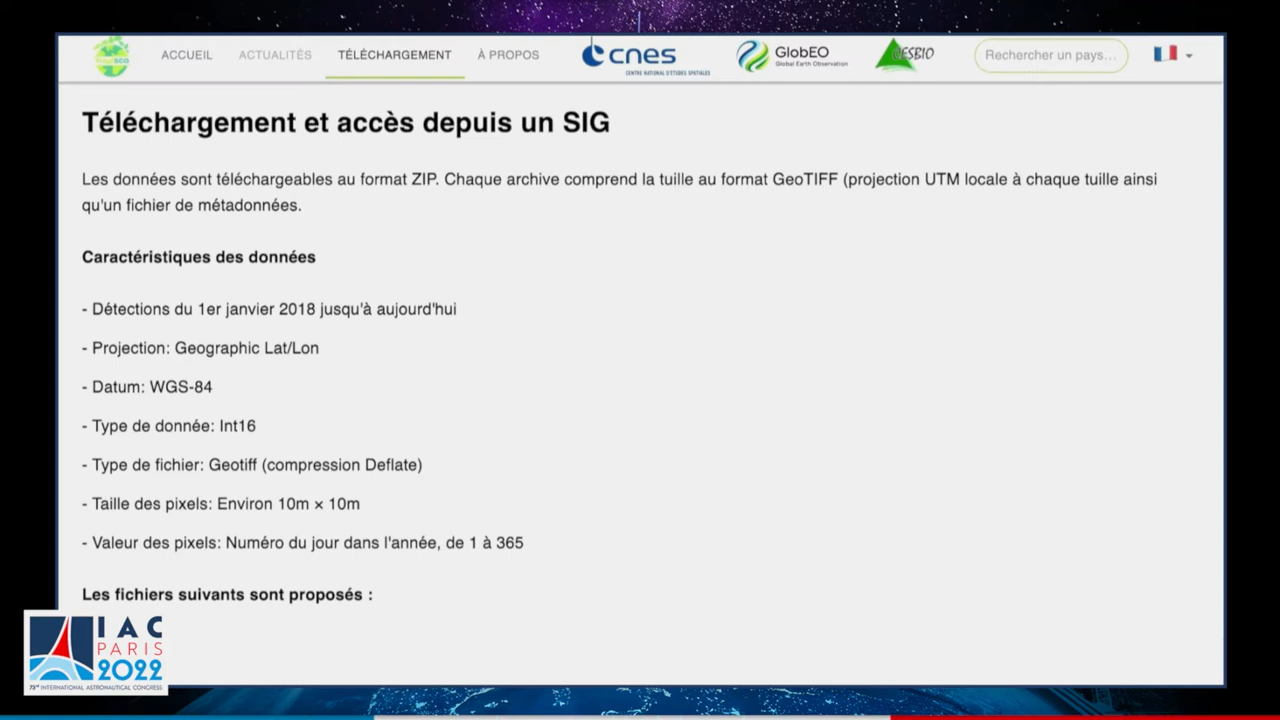 ACCUEIL
ACTUALITÉS
TÉLÉCHARGEMENT
À PROPOS
cnes
CENTRE NATIONAL D'ÉTUDES SPATIALES
GlobEO
Global Earth Observation
CESBIO
Rechercher un pays...
Téléchargement et accès depuis un SIG
Les données sont téléchargeables au format ZIP. Chaque archive comprend la tuille au format GeoTIFF (projection UTM locale à chaque tuille ainsi
qu'un fichier de métadonnées.
Caractéristiques des données
- Détections du 1er janvier 2018 jusqu'à aujourd'hui
- Projection: Geographic Lat/Lon
- Datum: WGS-84
- Type de donnée: Int16
- Type de fichier: Geotiff (compression Deflate)
- Taille des pixels: Environ 10m × 10m
- Valeur des pixels: Numéro du jour dans l'année, de 1 à 365
Les fichiers suivants sont proposés :
IAC
PARIS
2022
73rd INTERNATIONAL ASTRONAUTICAL CONGRESS